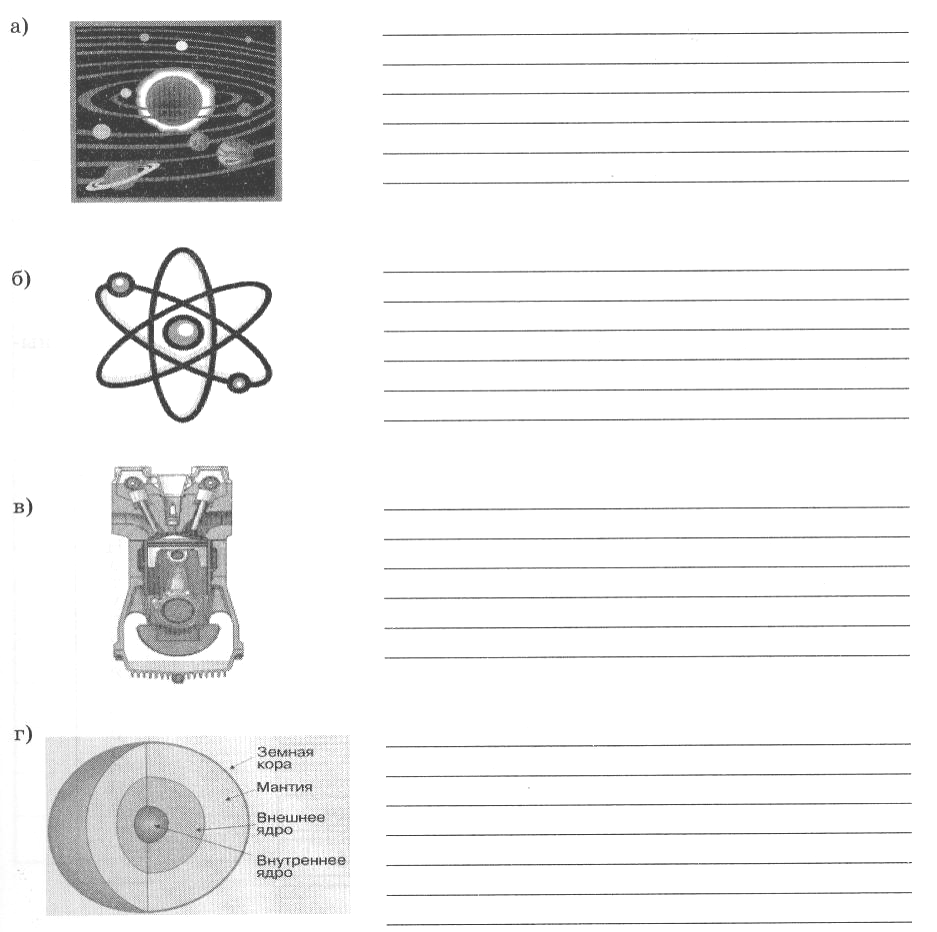 а)
б)
в)
г)
Земная
кора
Мантия
Внешнее
ядро
Внутреннее
ядро